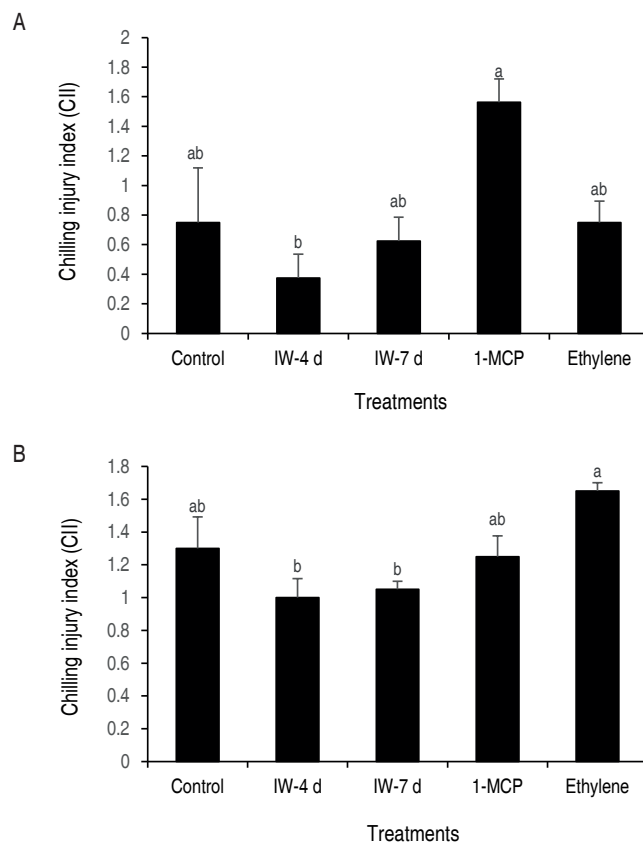 A
Chilling injury index (CII)
2
1.8
1.6
1.4
1.2
1
0.8
0.6
0.4
0.2
0
ab
b
ab
a
ab
Control IW-4 d IW-7 d 1-MCP Ethylene
Treatments
B
Chilling injury index (CII)
1.8
1.6
1.4
1.2
1
0.8
0.6
0.4
0.2
0
ab
b
b
ab
a
Control IW-4 d IW-7 d 1-MCP Ethylene
Treatments